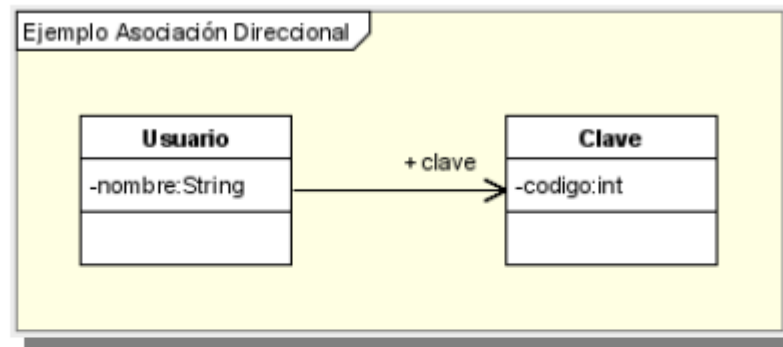 Ejemplo Asociación Direccional
Usuario
-nombre:String
+ clave
Clave
-codigo:int